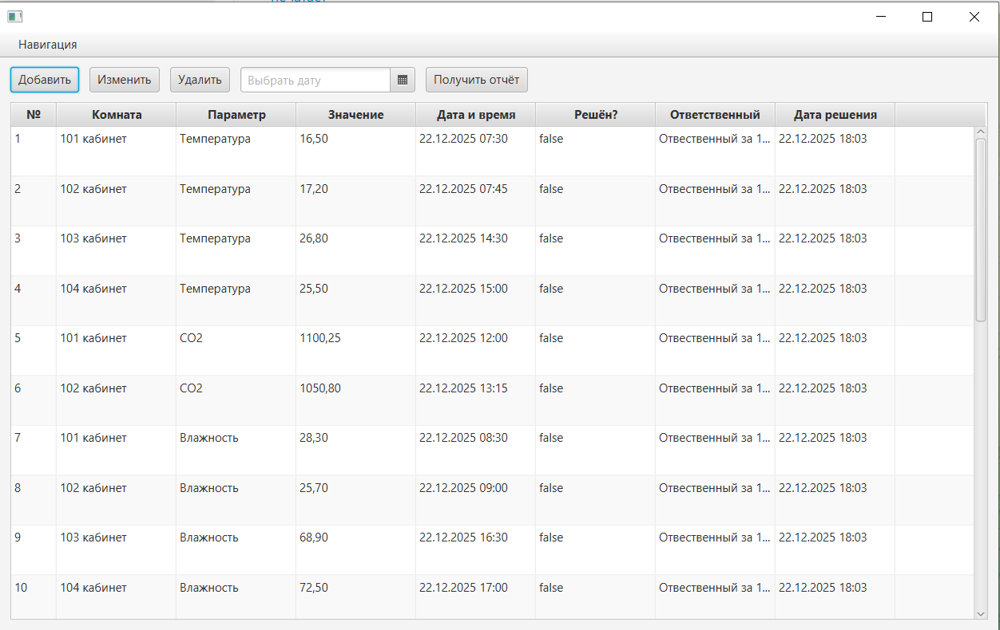 Навигация
Добавить Изменить Удалить Выбрать дату Получить отчёт
№ Комната Параметр Значение Дата и время Решён? Ответственный Дата решения
1 101 кабинет Температура 16,50 22.12.2025 07:30 false Отвественный за 1... 22.12.2025 18:03
2 102 кабинет Температура 17,20 22.12.2025 07:45 false Отвественный за 1... 22.12.2025 18:03
3 103 кабинет Температура 26,80 22.12.2025 14:30 false Отвественный за 1... 22.12.2025 18:03
4 104 кабинет Температура 25,50 22.12.2025 15:00 false Отвественный за 1... 22.12.2025 18:03
5 101 кабинет CO2 1100,25 22.12.2025 12:00 false Отвественный за 1... 22.12.2025 18:03
6 102 кабинет CO2 1050,80 22.12.2025 13:15 false Отвественный за 1... 22.12.2025 18:03
7 101 кабинет Влажность 28,30 22.12.2025 08:30 false Отвественный за 1... 22.12.2025 18:03
8 102 кабинет Влажность 25,70 22.12.2025 09:00 false Отвественный за 1... 22.12.2025 18:03
9 103 кабинет Влажность 68,90 22.12.2025 16:30 false Отвественный за 1... 22.12.2025 18:03
10 104 кабинет Влажность 72,50 22.12.2025 17:00 false Отвественный за 1... 22.12.2025 18:03